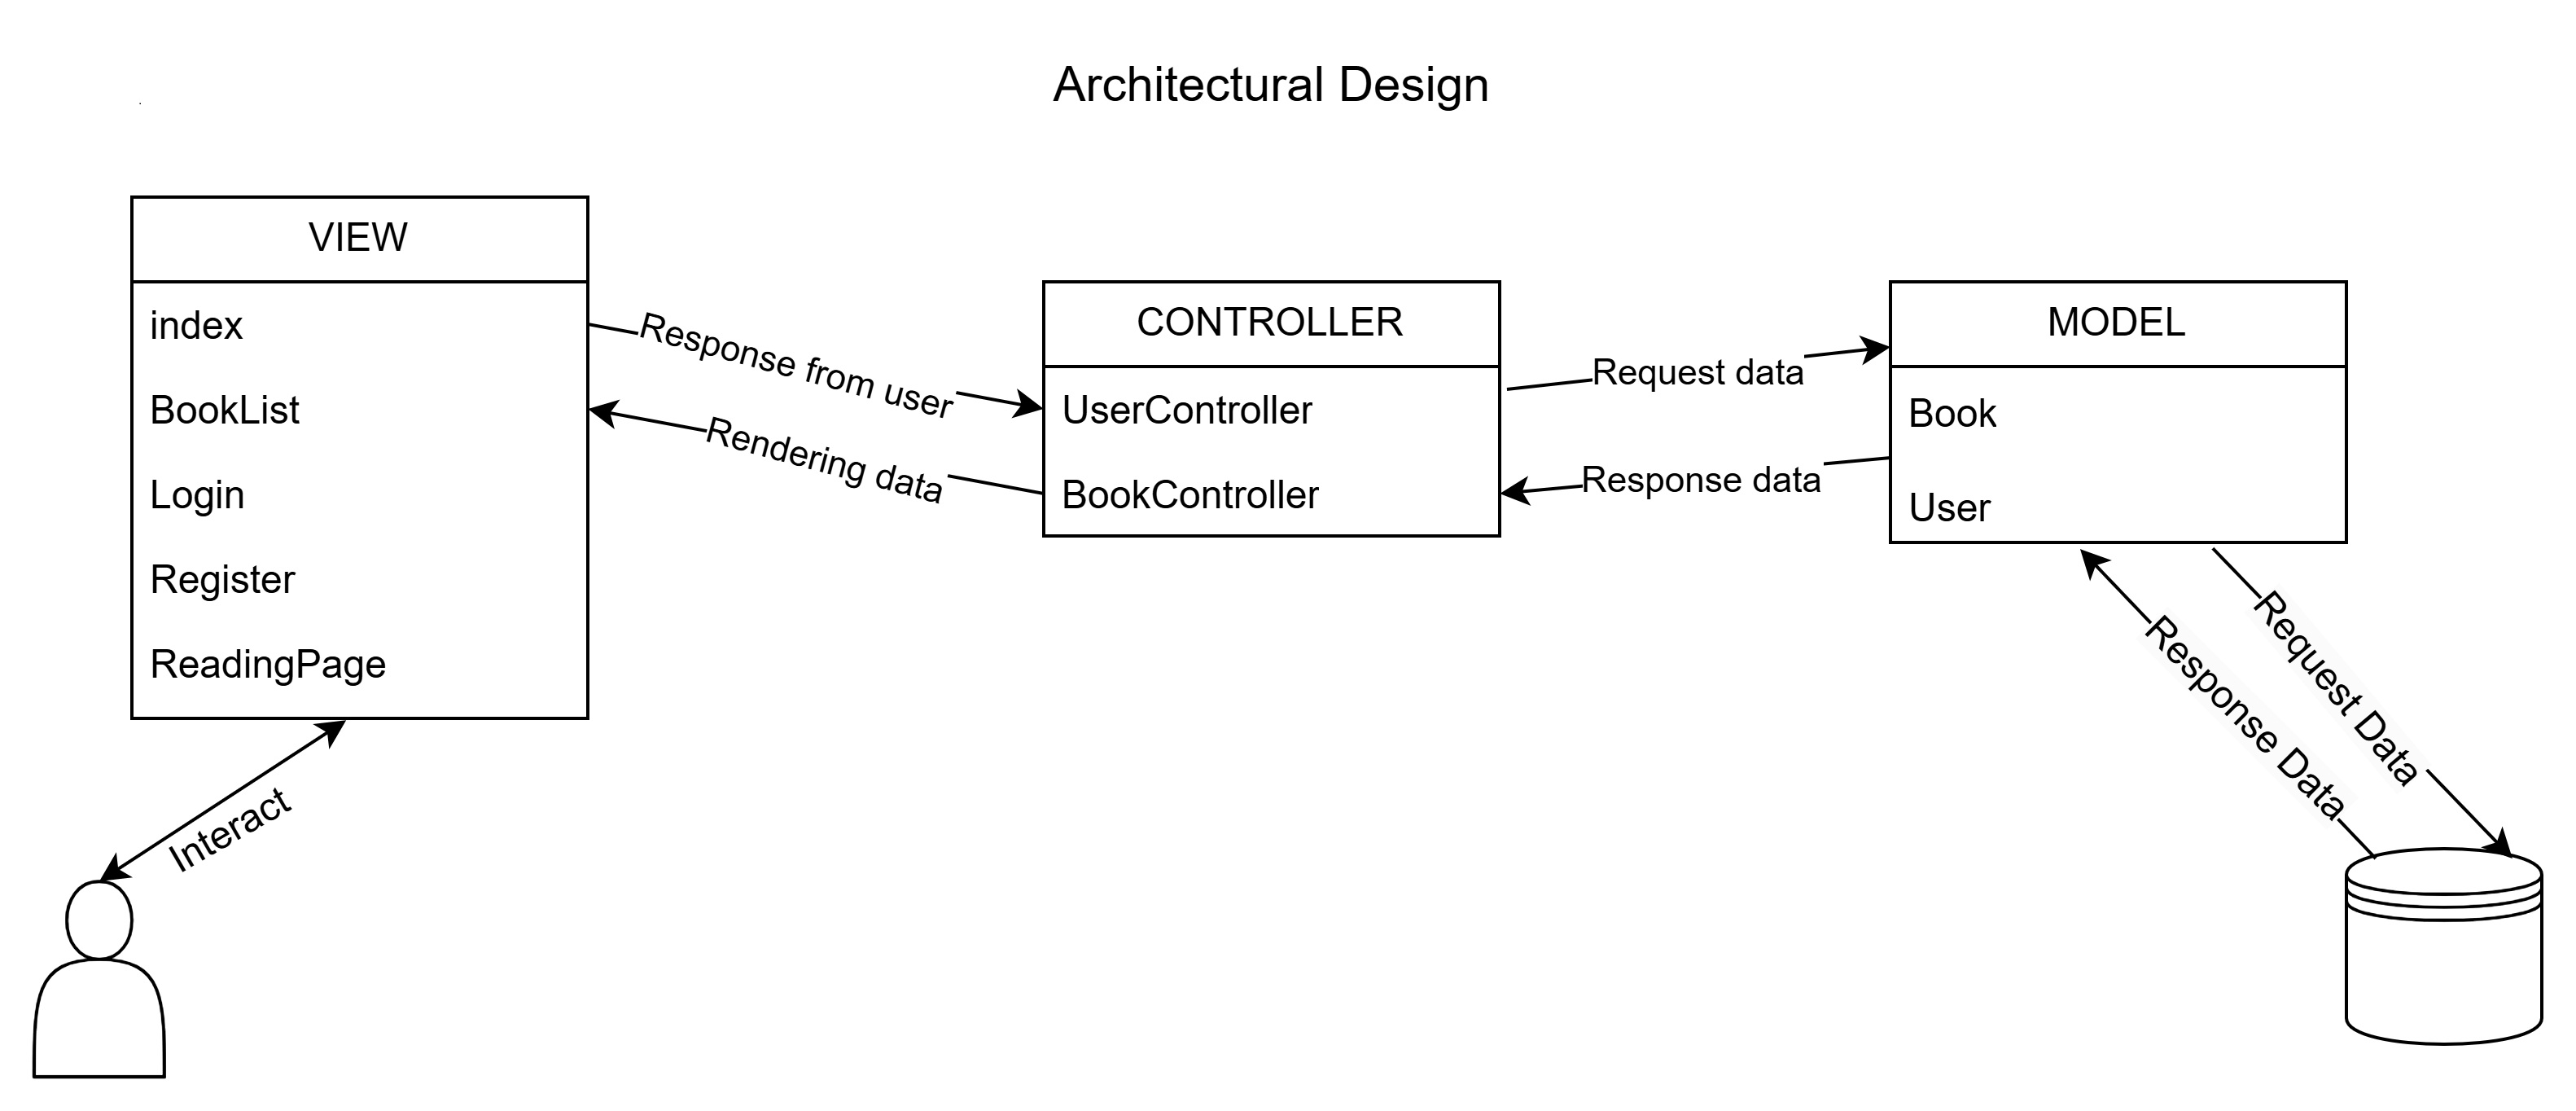 Architectural Design
VIEW
index
BookList
Login
Register
ReadingPage
Response from user
Rendering data
CONTROLLER
UserController
BookController
Request data
Response data
MODEL
Book
User
Request Data
Response Data
Interact